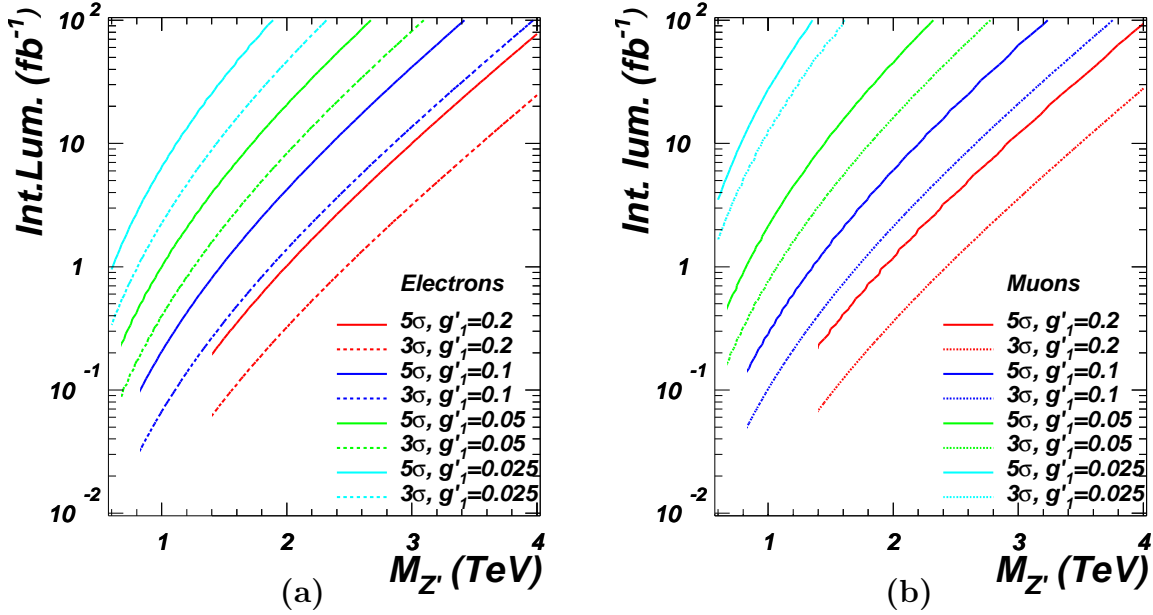 Int.Lum. (fb⁻¹)
10²
10
1
10⁻¹
10⁻²
Electrons
5σ, g'₁=0.2
3σ, g'₁=0.2
5σ, g'₁=0.1
3σ, g'₁=0.1
5σ, g'₁=0.05
3σ, g'₁=0.05
5σ, g'₁=0.025
3σ, g'₁=0.025
1 2 3 4
M_Z' (TeV)
(a)
Int. lum. (fb⁻¹)
10²
10
1
10⁻¹
10⁻²
Muons
5σ, g'₁=0.2
3σ, g'₁=0.2
5σ, g'₁=0.1
3σ, g'₁=0.1
5σ, g'₁=0.05
3σ, g'₁=0.05
5σ, g'₁=0.025
3σ, g'₁=0.025
1 2 3 4
M_Z' (TeV)
(b)